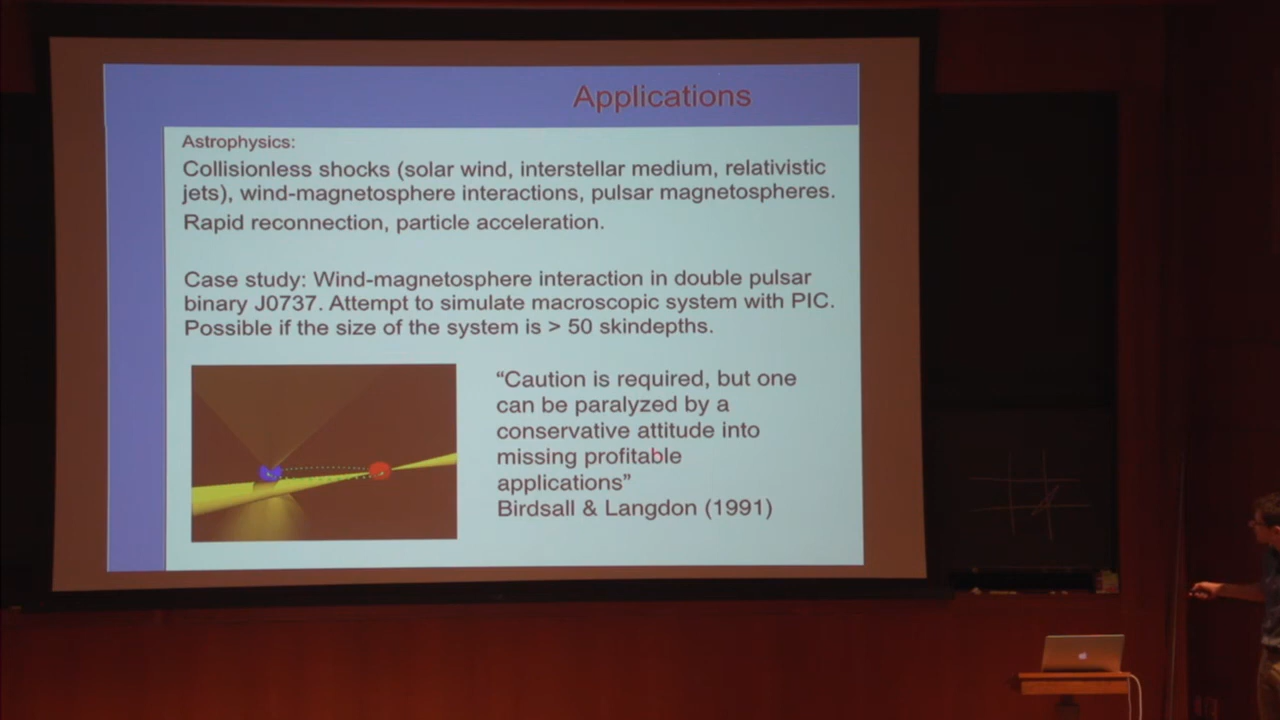 Applications
Astrophysics:
Collisionless shocks (solar wind, interstellar medium, relativistic
jets), wind-magnetosphere interactions, pulsar magnetospheres.
Rapid reconnection, particle acceleration.
Case study: Wind-magnetosphere interaction in double pulsar
binary J0737. Attempt to simulate macroscopic system with PIC.
Possible if the size of the system is > 50 skindepths.
“Caution is required, but one
can be paralyzed by a
conservative attitude into
missing profitable
applications”
Birdsall & Langdon (1991)